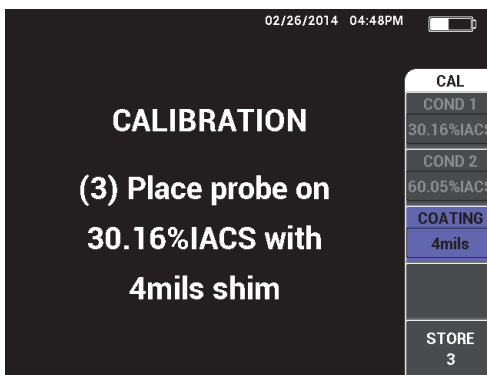 02/26/2014 04:48PM
CALIBRATION
(3) Place probe on
30.16%IACS with
4mils shim
CAL
COND 1
30.16%IACS
COND 2
60.05%IACS
COATING
4mils
STORE
3